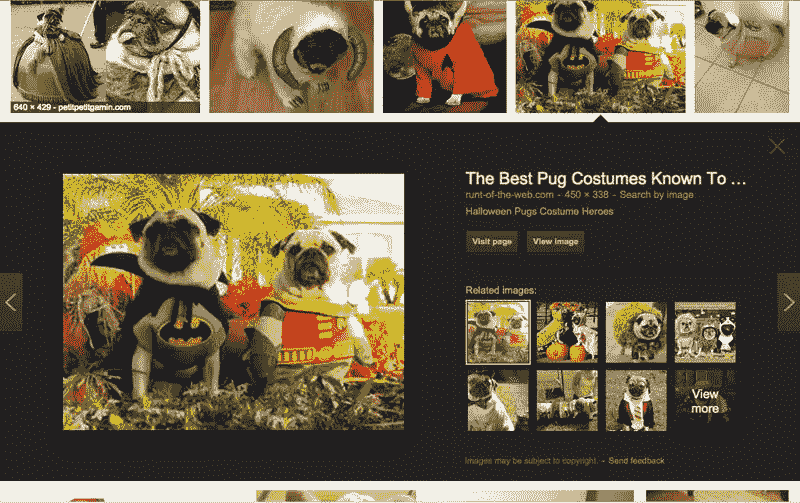 640 × 429 - petitpetitgamin.com
The Best Pug Costumes Known To ...
runt-of-the-web.com - 450 × 338 - Search by image
Halloween Pugs Costume Heroes
Visit page
View image
Related images:
View
more
Images may be subject to copyright. - Send feedback